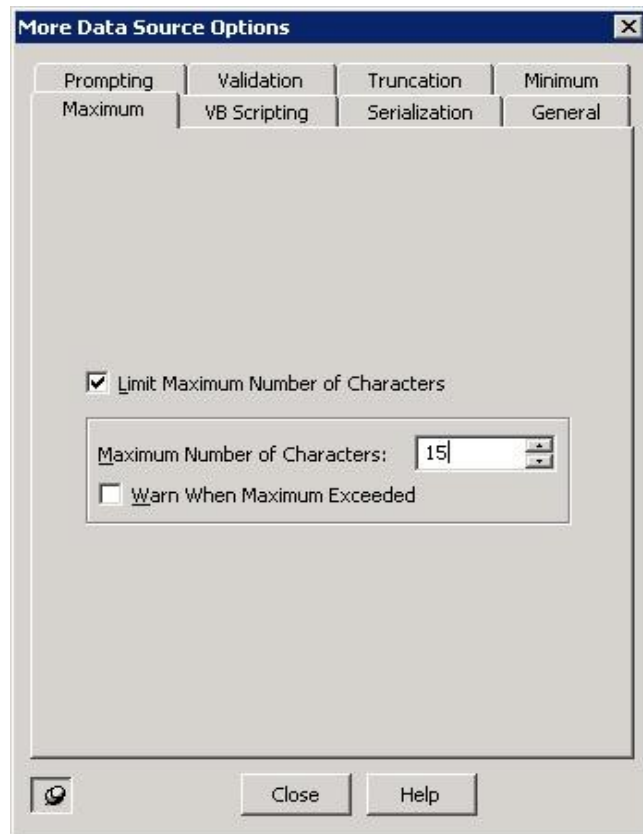 More Data Source Options
Prompting Validation Truncation Minimum
Maximum VB Scripting Serialization General
Limit Maximum Number of Characters
Maximum Number of Characters: 15
Warn When Maximum Exceeded
Close Help